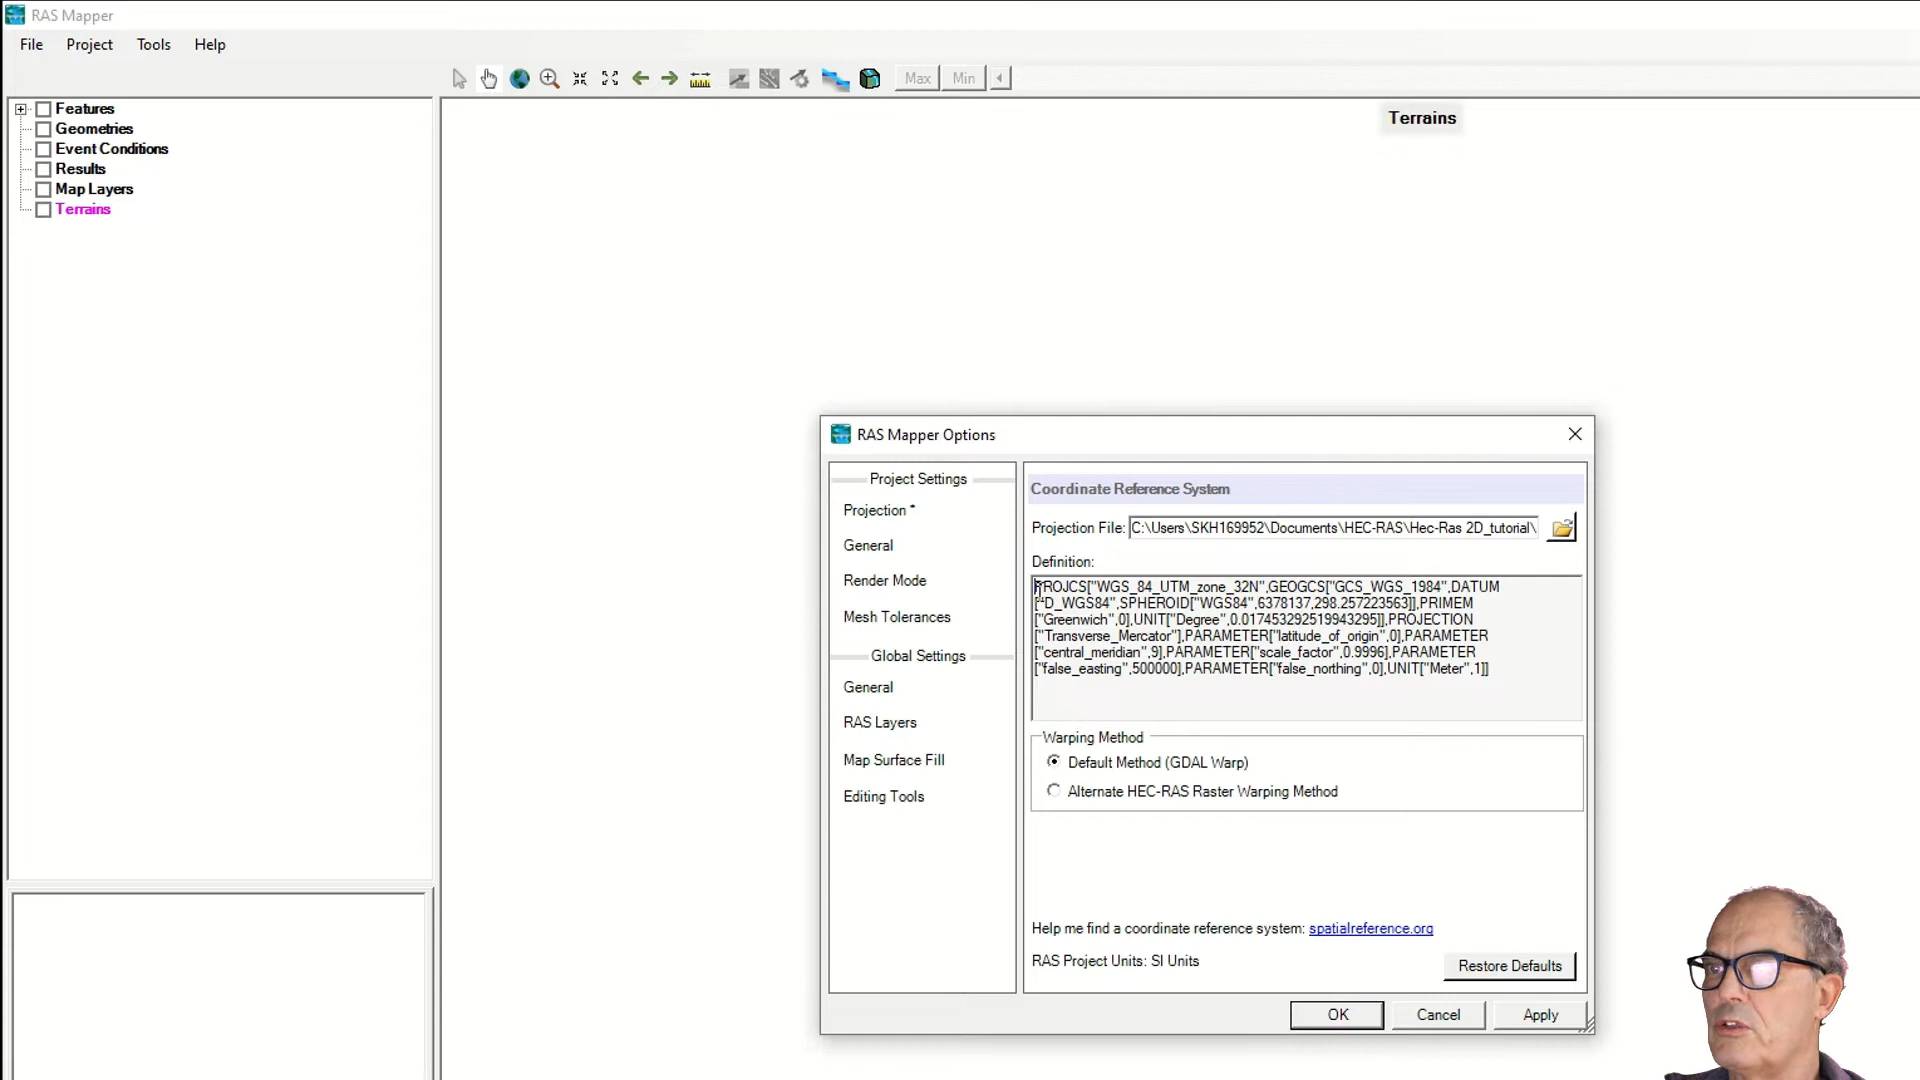 RAS Mapper
File Project Tools Help
Max Min
Features
Geometries
Event Conditions
Results
Map Layers
Terrains
Terrains
RAS Mapper Options
Project Settings
Projection *
General
Render Mode
Mesh Tolerances
Global Settings
General
RAS Layers
Map Surface Fill
Editing Tools
Coordinate Reference System
Projection File: C:\Users\SKH169952\Documents\HEC-RAS\Hec-Ras 2D_tutorial\
Definition:
PROJCS["WGS_84_UTM_zone_32N",GEOGCS["GCS_WGS_1984",DATUM
["D_WGS84",SPHEROID["WGS84",6378137,298.257223563]],PRIMEM
["Greenwich",0],UNIT["Degree",0.017453292519943295]],PROJECTION
["Transverse_Mercator"],PARAMETER["latitude_of_origin",0],PARAMETER
["central_meridian",9],PARAMETER["scale_factor",0.9996],PARAMETER
["false_easting",500000],PARAMETER["false_northing",0],UNIT["Meter",1]]
Warping Method
Default Method (GDAL Warp)
Alternate HEC-RAS Raster Warping Method
Help me find a coordinate reference system: spatialreference.org
RAS Project Units: SI Units
Restore Defaults
OK Cancel Apply